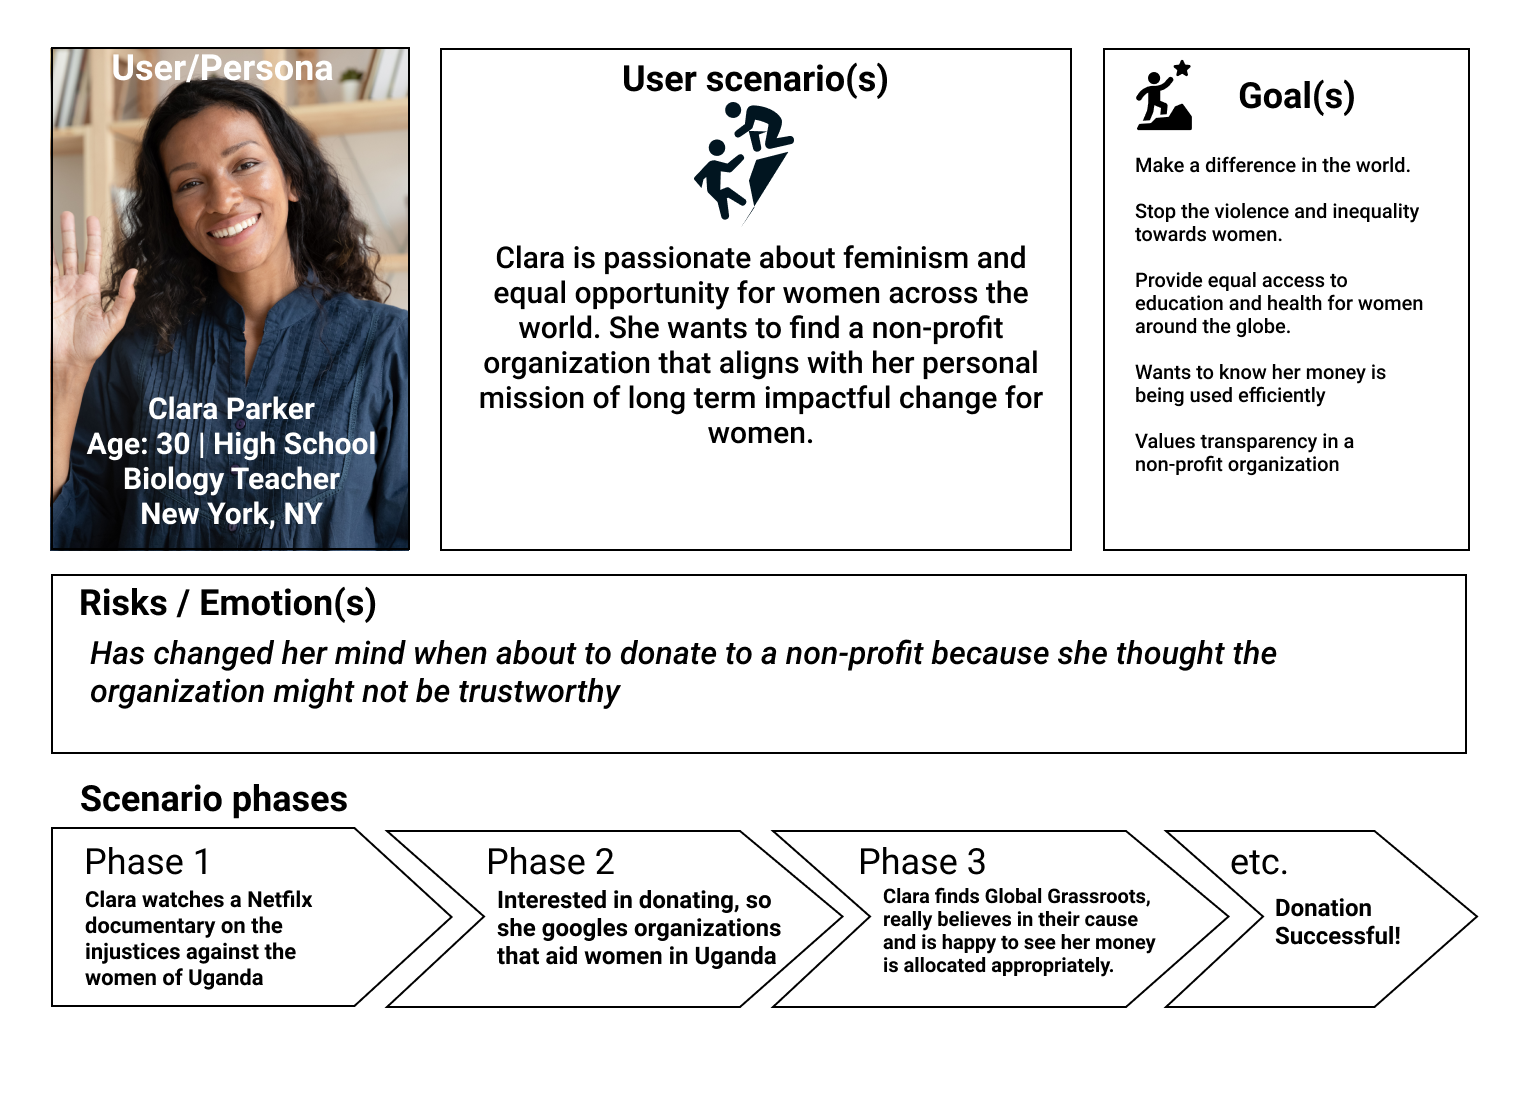 User/Persona
Clara Parker
Age: 30 | High School
Biology Teacher
New York, NY
User scenario(s)
Clara is passionate about feminism and
equal opportunity for women across the
world. She wants to find a non-profit
organization that aligns with her personal
mission of long term impactful change for
women.
Goal(s)
Make a difference in the world.
Stop the violence and inequality
towards women.
Provide equal access to
education and health for women
around the globe.
Wants to know her money is
being used efficiently
Values transparency in a
non-profit organization
Risks / Emotion(s)
Has changed her mind when about to donate to a non-profit because she thought the
organization might not be trustworthy
Scenario phases
Phase 1
Clara watches a Netfilx
documentary on the
injustices against the
women of Uganda
Phase 2
Interested in donating, so
she googles organizations
that aid women in Uganda
Phase 3
Clara finds Global Grassroots,
really believes in their cause
and is happy to see her money
is allocated appropriately.
etc.
Donation
Successful!